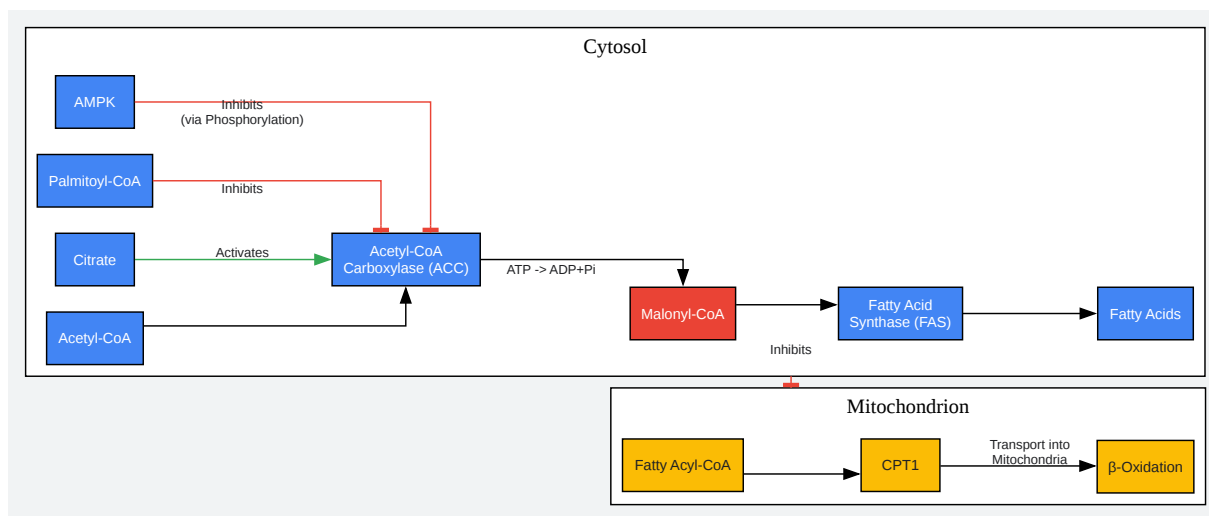 Cytosol
AMPK
Inhibits
(via Phosphorylation)
Palmitoyl-CoA
Inhibits
Citrate
Activates
Acetyl-CoA
Carboxylase (ACC)
ATP -> ADP+Pi
Acetyl-CoA
Malonyl-CoA
Fatty Acid
Synthase (FAS)
Fatty Acids
Inhibits
Mitochondrion
Fatty Acyl-CoA
CPT1
Transport into
Mitochondria
β-Oxidation